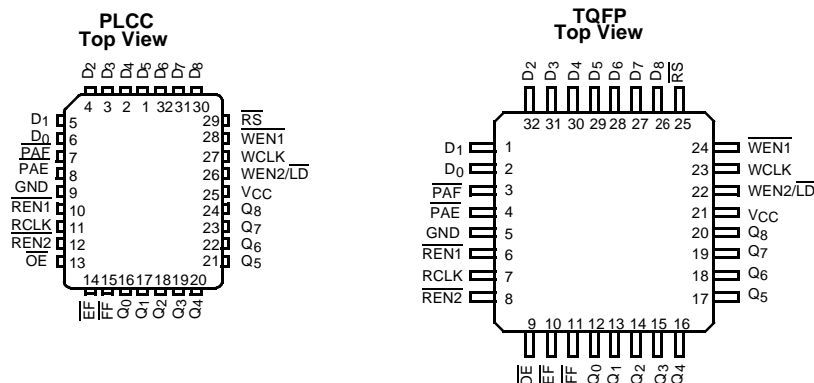 PLCC
Top View
D2 D3 D4 D5 D6 D7 D8
4 3 2 1 32 31 30
D1 5
D0 6
PAF 7
PAE 8
GND 9
REN1 10
RCLK 11
REN2 12
OE 13
29 RS
28 WEN1
27 WCLK
26 WEN2/LD
25 VCC
24 Q8
23 Q7
22 Q6
21 Q5
14 15 16 17 18 19 20
EF FF Q0 Q1 Q2 Q3 Q4
TQFP
Top View
D2 D3 D4 D5 D6 D7 D8 RS
32 31 30 29 28 27 26 25
D1 1
D0 2
PAF 3
PAE 4
GND 5
REN1 6
RCLK 7
REN2 8
24 WEN1
23 WCLK
22 WEN2/LD
21 VCC
20 Q8
19 Q7
18 Q6
17 Q5
9 10 11 12 13 14 15 16
OE EF FF Q0 Q1 Q2 Q3 Q4